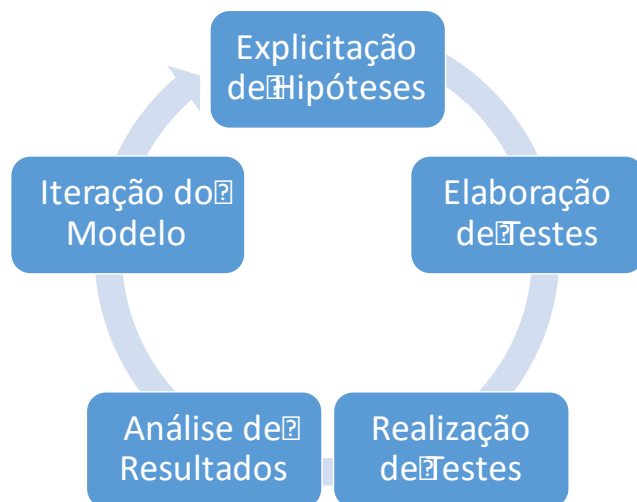 Explicitação
de Hipóteses
Elaboração
de Testes
Realização
de Testes
Análise de
Resultados
Iteração do
Modelo